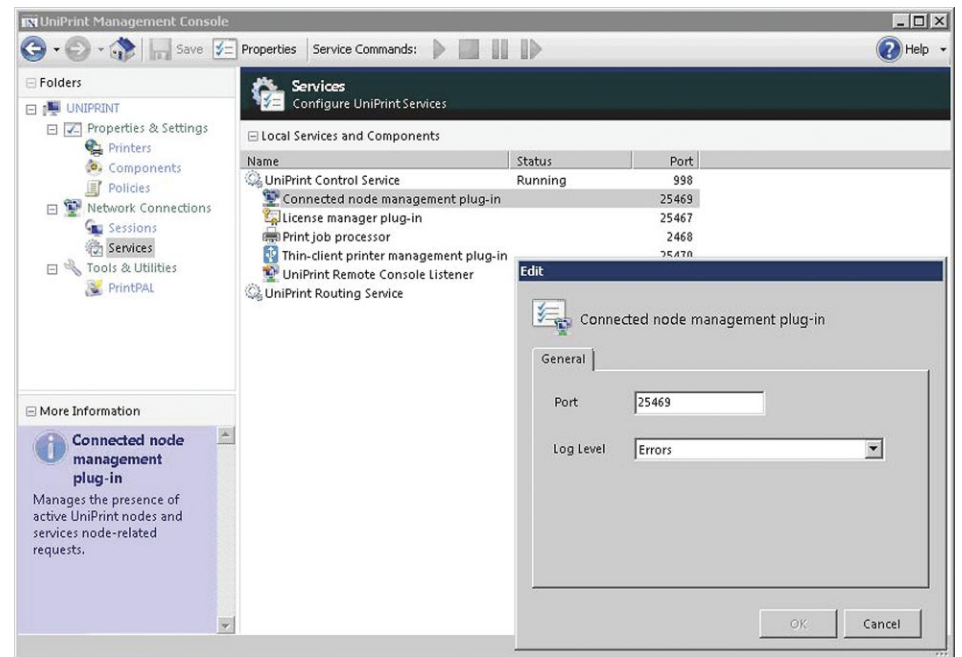 UniPrint Management Console
Save Properties Service Commands: Help
Folders
UNIPRINT
Properties & Settings
Printers
Components
Policies
Network Connections
Sessions
Services
Tools & Utilities
PrintPAL
More Information
Connected node
management
plug-in
Manages the presence of
active UniPrint nodes and
services node-related
requests.
Services
Configure UniPrint Services
Local Services and Components
Name Status Port
UniPrint Control Service Running 998
Connected node management plug-in 25469
License manager plug-in 25467
Print job processor 2468
Thin-client printer management plug-in 25470
UniPrint Remote Console Listener
UniPrint Routing Service
Edit
Connected node management plug-in
General
Port 25469
Log Level Errors
OK Cancel